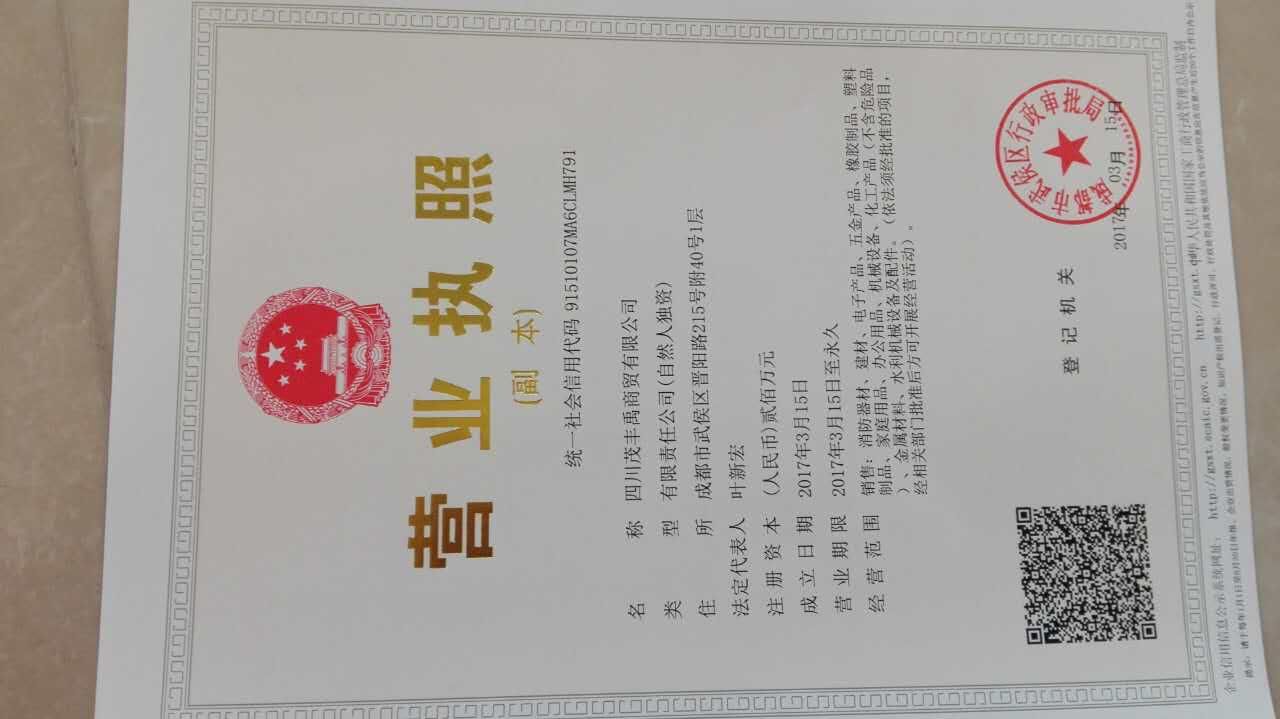 营业执照
(副 本)
统一社会信用代码 91510107MA6CLMH791
名 称 四川茂丰禹商贸有限公司
类 型 有限责任公司(自然人独资)
住 所 成都市武侯区晋阳路215号附40号1层
法定代表人 叶新宏
注册资本 (人民币)贰佰万元
成立日期 2017年3月15日
营业期限 2017年3月15日至永久
经营范围 销售：消防器材、建材、电子产品、五金产品、橡胶制品、塑料
制品、家庭用品、办公用品、机械设备、化工产品（不含危险品
）、金属材料、水利机械设备及配件。（依法须经批准的项目，
经相关部门批准后方可开展经营活动）。
登记机关
成都市武侯区行政审批局
2017年 03月 15日
企业信用信息公示系统网址： http://gsxt.scaic.gov.cn http://gsxt.
中华人民共和国国家工商行政管理总局监制